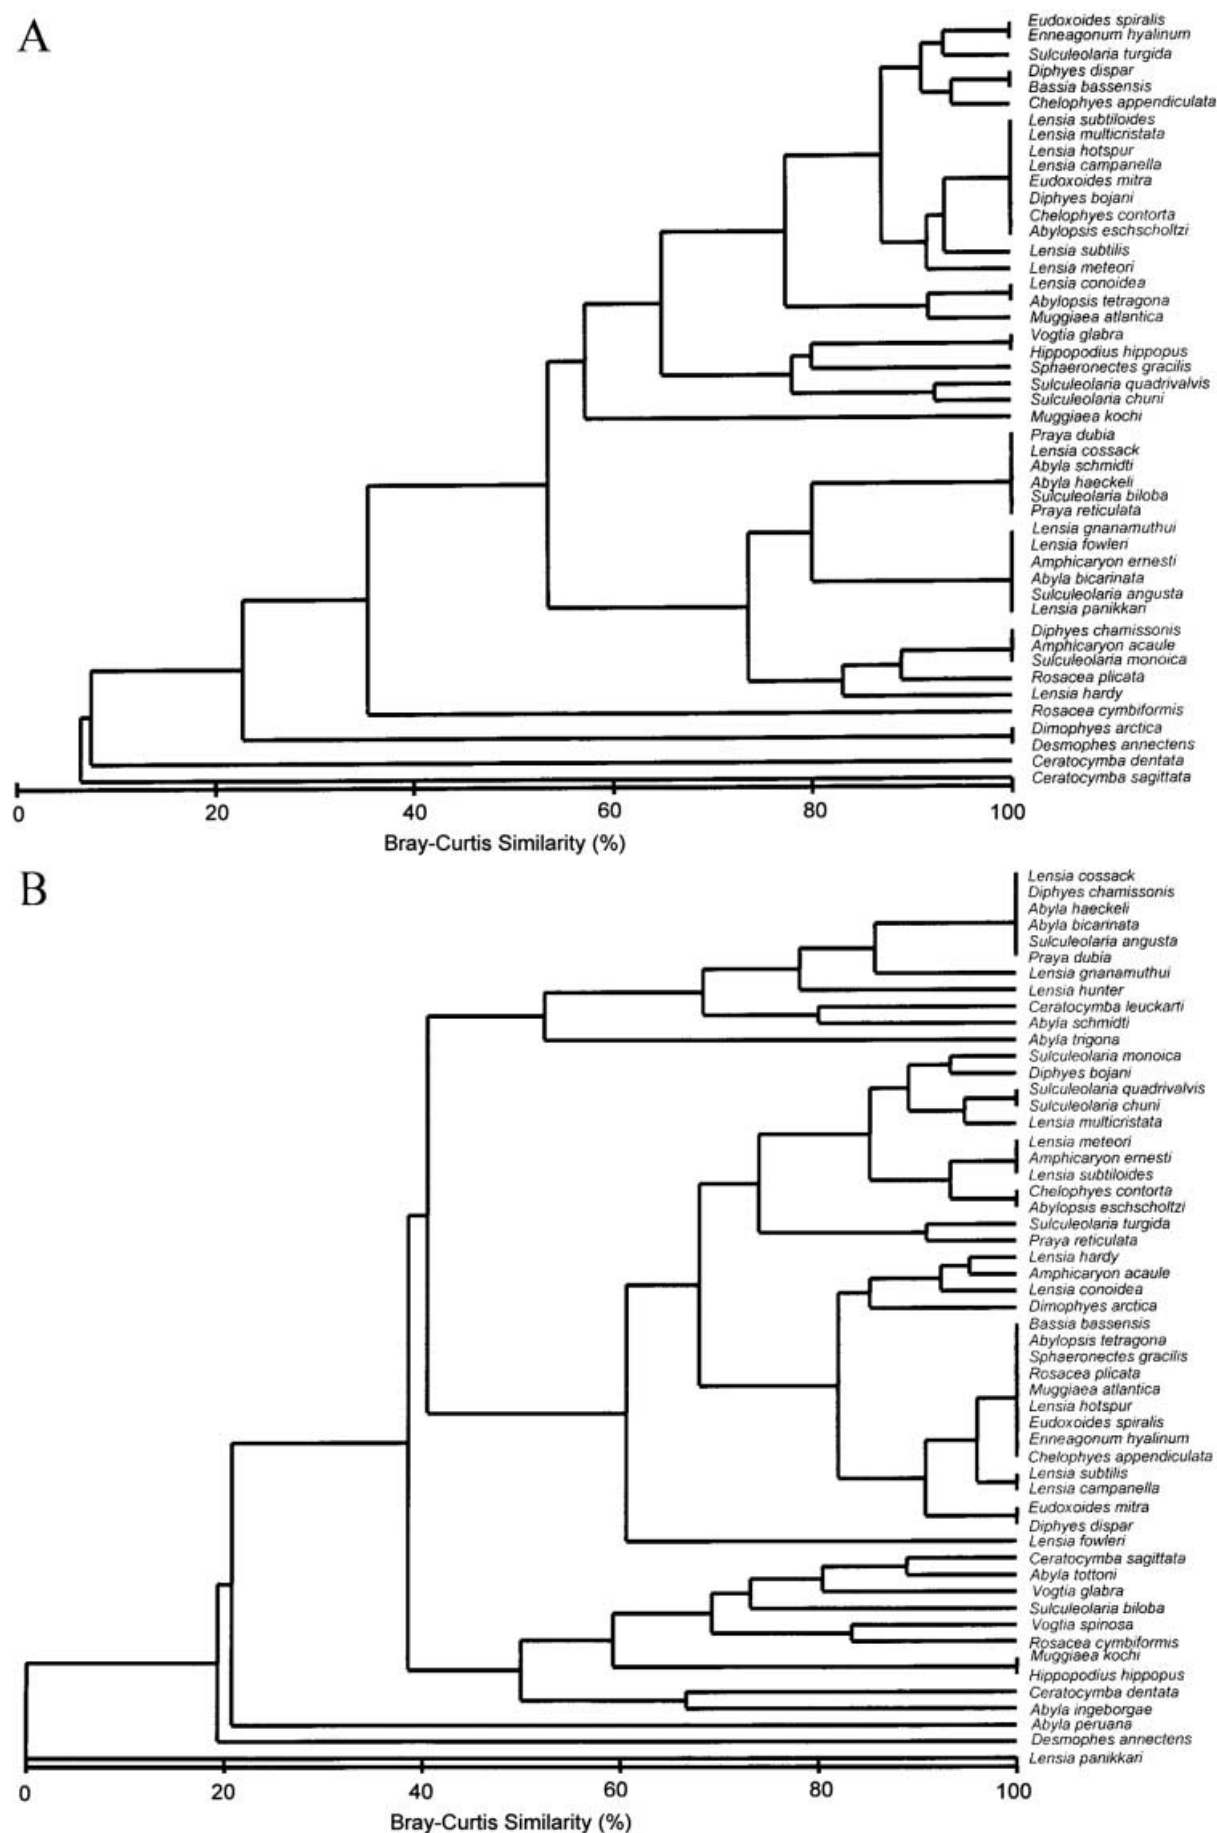 A
Eudoxoides spiralis
Enneagonum hyalinum
Sulculeolaria turgida
Diphyes dispar
Bassia bassensis
Chelophyes appendiculata
Lensia subtiloides
Lensia multicristata
Lensia hotspur
Lensia campanella
Eudoxoides mitra
Diphyes bojani
Chelophyes contorta
Abylopsis eschscholtzi
Lensia subtilis
Lensia meteori
Lensia conoidea
Abylopsis tetragona
Muggiaea atlantica
Vogtia glabra
Hippopodius hippopus
Sphaeronectes gracilis
Sulculeolaria quadrivalvis
Sulculeolaria chuni
Muggiaea kochi
Praya dubia
Lensia cossack
Abyla schmidti
Abyla haeckeli
Sulculeolaria biloba
Praya reticulata
Lensia gnanamuthui
Lensia fowleri
Amphicaryon ernesti
Abyla bicarinata
Sulculeolaria angusta
Lensia panikkari
Diphyes chamissonis
Amphicaryon acaule
Sulculeolaria monoica
Rosacea plicata
Lensia hardy
Rosacea cymbiformis
Dimophyes arctica
Desmophes annectens
Ceratocymba dentata
Ceratocymba sagittata
0 20 40 60 80 100
Bray-Curtis Similarity (%)
B
Lensia cossack
Diphyes chamissonis
Abyla haeckeli
Abyla bicarinata
Sulculeolaria angusta
Praya dubia
Lensia gnanamuthui
Lensia hunter
Ceratocymba leuckarti
Abyla schmidti
Abyla trigona
Sulculeolaria monoica
Diphyes bojani
Sulculeolaria quadrivalvis
Sulculeolaria chuni
Lensia multicristata
Lensia meteori
Amphicaryon ernesti
Lensia subtiloides
Chelophyes contorta
Abylopsis eschscholtzi
Sulculeolaria turgida
Praya reticulata
Lensia hardy
Amphicaryon acaule
Lensia conoidea
Dimophyes arctica
Bassia bassensis
Abylopsis tetragona
Sphaeronectes gracilis
Rosacea plicata
Muggiaea atlantica
Lensia hotspur
Eudoxoides spiralis
Enneagonum hyalinum
Chelophyes appendiculata
Lensia subtilis
Lensia campanella
Eudoxoides mitra
Diphyes dispar
Lensia fowleri
Ceratocymba sagittata
Abyla tottoni
Vogtia glabra
Sulculeolaria biloba
Vogtia spinosa
Rosacea cymbiformis
Muggiaea kochi
Hippopodius hippopus
Ceratocymba dentata
Abyla ingeborgae
Abyla peruana
Desmophes annectens
Lensia panikkari
0 20 40 60 80 100
Bray-Curtis Similarity (%)